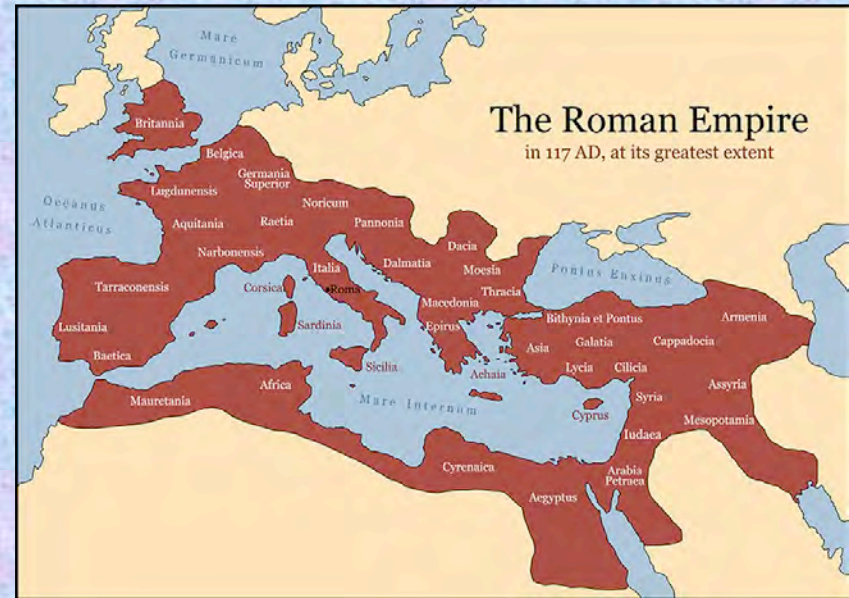 Mare
Germanicum
The Roman Empire
in 117 AD, at its greatest extent
Britannia
Belgica
Germania
Superior
Lugdunensis
Noricum
Oceanus
Atlanticus
Aquitania
Raetia
Pannonia
Narbonensis
Dacia
Dalmatia
Moesia
Pontus Euxinus
Italia
Tarraconensis
Corsica
Roma
Thracia
Macedonia
Bithynia et Pontus
Armenia
Lusitania
Sardinia
Epirus
Asia
Galatia
Cappadocia
Baetica
Sicilia
Achaia
Lycia
Cilicia
Assyria
Mauretania
Africa
Mare Internum
Cyprus
Syria
Mesopotamia
Iudaea
Cyrenaica
Arabia
Petraea
Aegyptus